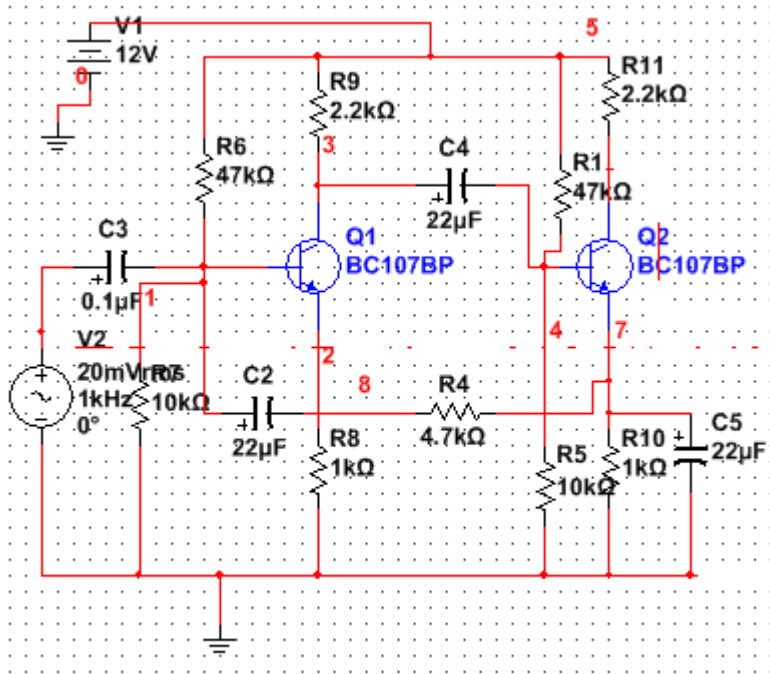 V1
12V
0
5
R9
2.2kΩ
R11
2.2kΩ
3
R6
47kΩ
C4
22µF
R1
47kΩ
C3
0.1µF
1
Q1
BC107BP
Q2
BC107BP
V2
20mVrms
1kHz
0°
R7
10kΩ
2
4
7
8
C2
22µF
R4
4.7kΩ
R8
1kΩ
R5
10kΩ
R10
1kΩ
C5
22µF